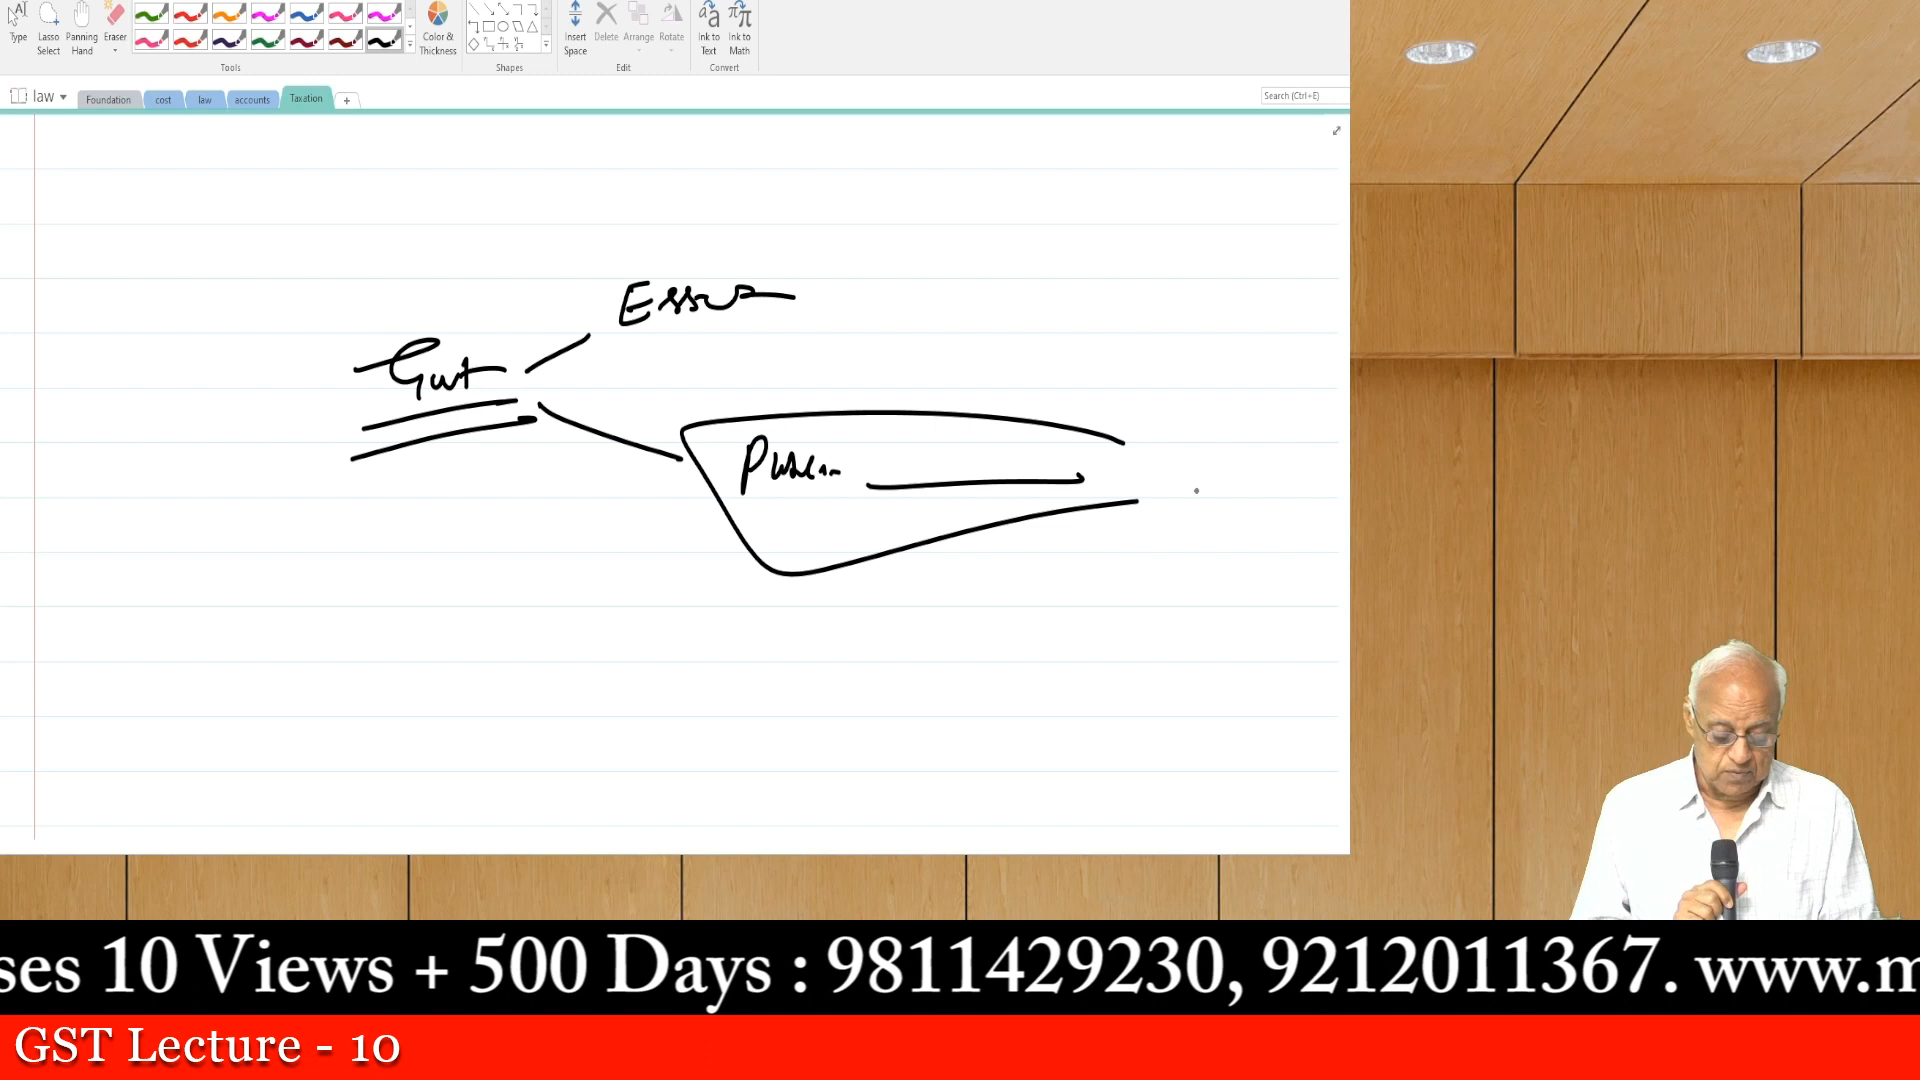 Type
Lasso Select
Panning Hand
Eraser
Color & Thickness
Insert Space
Delete
Arrange
Rotate
Ink to Text
Ink to Math
Tools
Shapes
Edit
Convert
law
Foundation
cost
law
accounts
Taxation
Search (Ctrl+E)
Govt
ses 10 Views + 500 Days : 9811429230, 9212011367. www.m
GST Lecture - 10